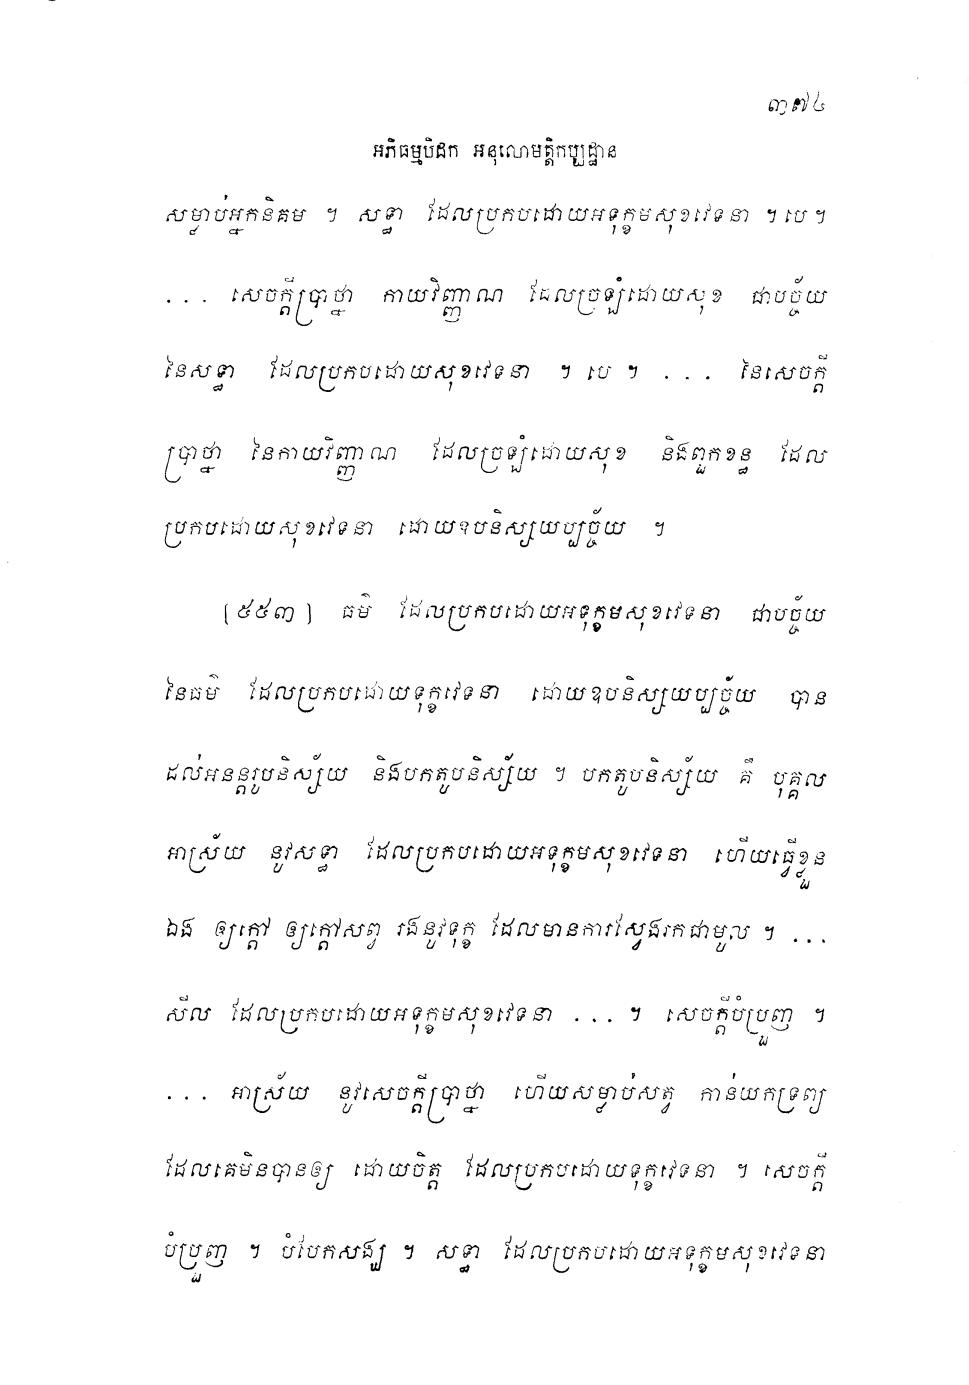 ៣៧៤
អភិធម្មបិដក អនុលោមត្តិកប្បដ្ឋាន
សម្លាប់អ្នកនិគម ។ សទ្ធា ដែលប្រកបដោយអទុក្ខមសុខវេទនា ។ បេ ។
... សេចក្តីប្រាថ្នា កាយវិញ្ញាណ ដែលច្រឡំដោយសុខ ជាបច្ច័យ
នៃសទ្ធា ដែលប្រកបដោយសុខវេទនា ។ បេ ។ ... នៃសេចក្តី
ប្រាថ្នា នៃកាយវិញ្ញាណ ដែលច្រឡំដោយសុខ និងពួកខន្ធ ដែល
ប្រកបដោយសុខវេទនា ដោយឧបនិស្សយប្បច្ច័យ ។
[៥៥៣] ធម៌ ដែលប្រកបដោយអទុក្ខមសុខវេទនា ជាបច្ច័យ
នៃធម៌ ដែលប្រកបដោយទុក្ខវេទនា ដោយឧបនិស្សយប្បច្ច័យ បាន
ដល់អនន្តរូបនិស្ស័យ និងបកតូបនិស្ស័យ ។ បកតូបនិស្ស័យ គឺ បុគ្គល
អាស្រ័យ នូវសទ្ធា ដែលប្រកបដោយអទុក្ខមសុខវេទនា ហើយធ្វើខ្លួន
ឯង ឲ្យក្តៅ ឲ្យក្តៅសព្វ រងនូវទុក្ខ ដែលមានការស្វែងរកជាមូល ។ ...
សីល ដែលប្រកបដោយអទុក្ខមសុខវេទនា ... ។ សេចក្តីបំប្រួញ ។
... អាស្រ័យ នូវសេចក្តីប្រាថ្នា ហើយសម្លាប់សត្វ កាន់យកទ្រព្យ
ដែលគេមិនបានឲ្យ ដោយចិត្ត ដែលប្រកបដោយទុក្ខវេទនា ។ សេចក្តី
បំប្រួញ ។ បំបែកសង្ឃ ។ សទ្ធា ដែលប្រកបដោយអទុក្ខមសុខវេទនា